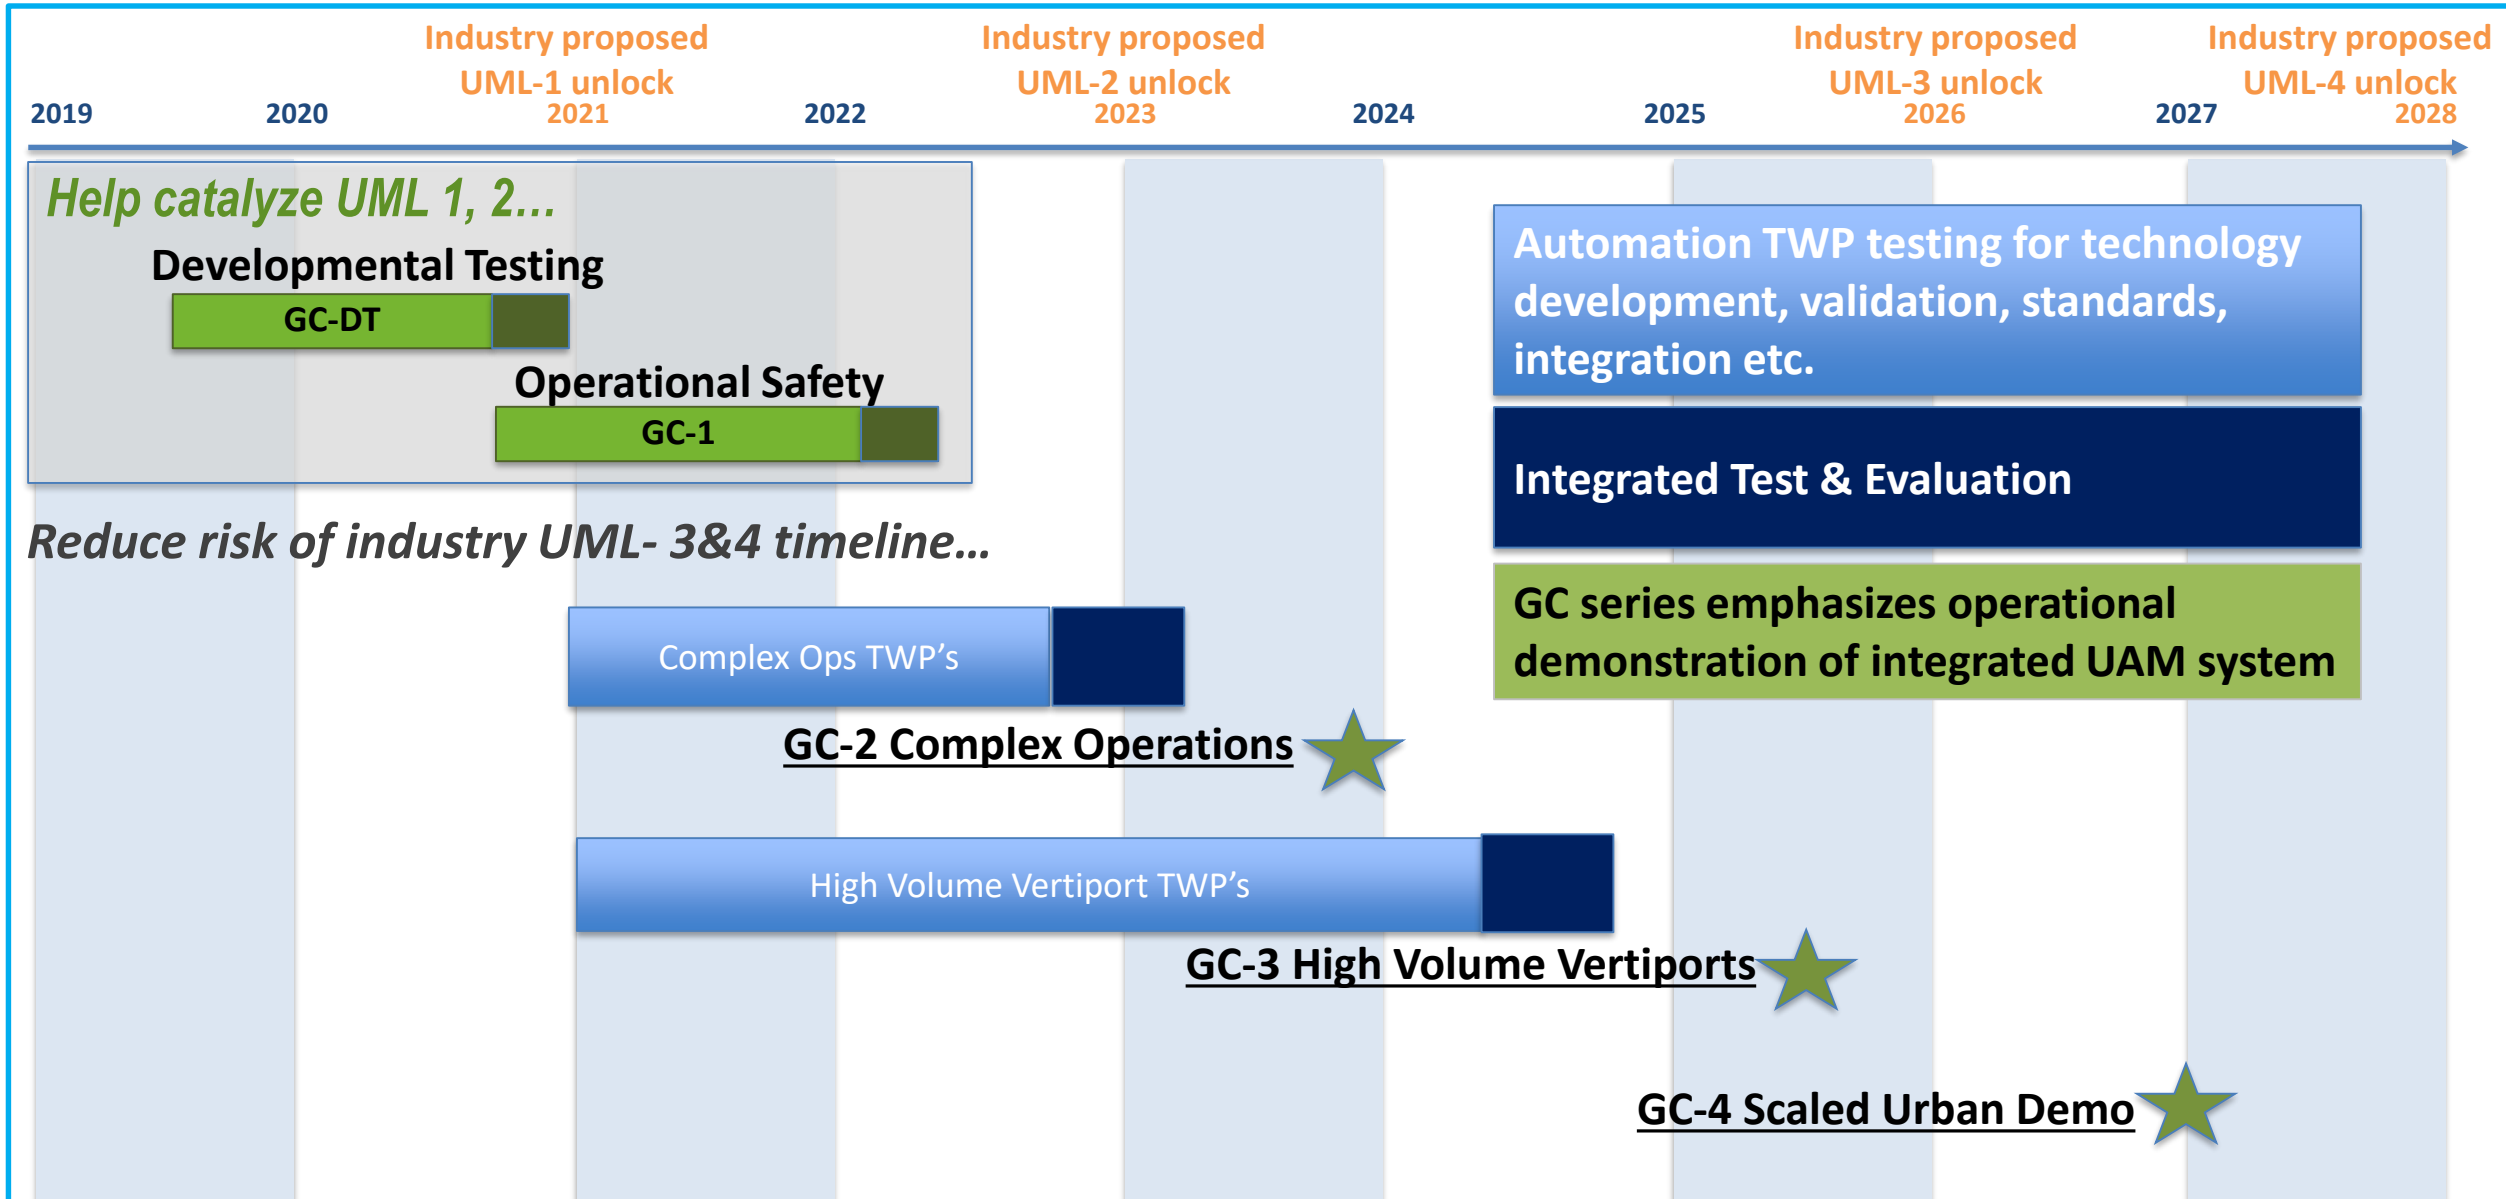 Industry proposed
UML-1 unlock
Industry proposed
UML-2 unlock
Industry proposed
UML-3 unlock
Industry proposed
UML-4 unlock
2019 2020 2021 2022 2023 2024 2025 2026 2027 2028
Help catalyze UML 1, 2...
Developmental Testing
GC-DT
Operational Safety
GC-1
Automation TWP testing for technology
development, validation, standards,
integration etc.
Integrated Test & Evaluation
GC series emphasizes operational
demonstration of integrated UAM system
Reduce risk of industry UML- 3&4 timeline...
Complex Ops TWP's
GC-2 Complex Operations
High Volume Vertiport TWP's
GC-3 High Volume Vertiports
GC-4 Scaled Urban Demo